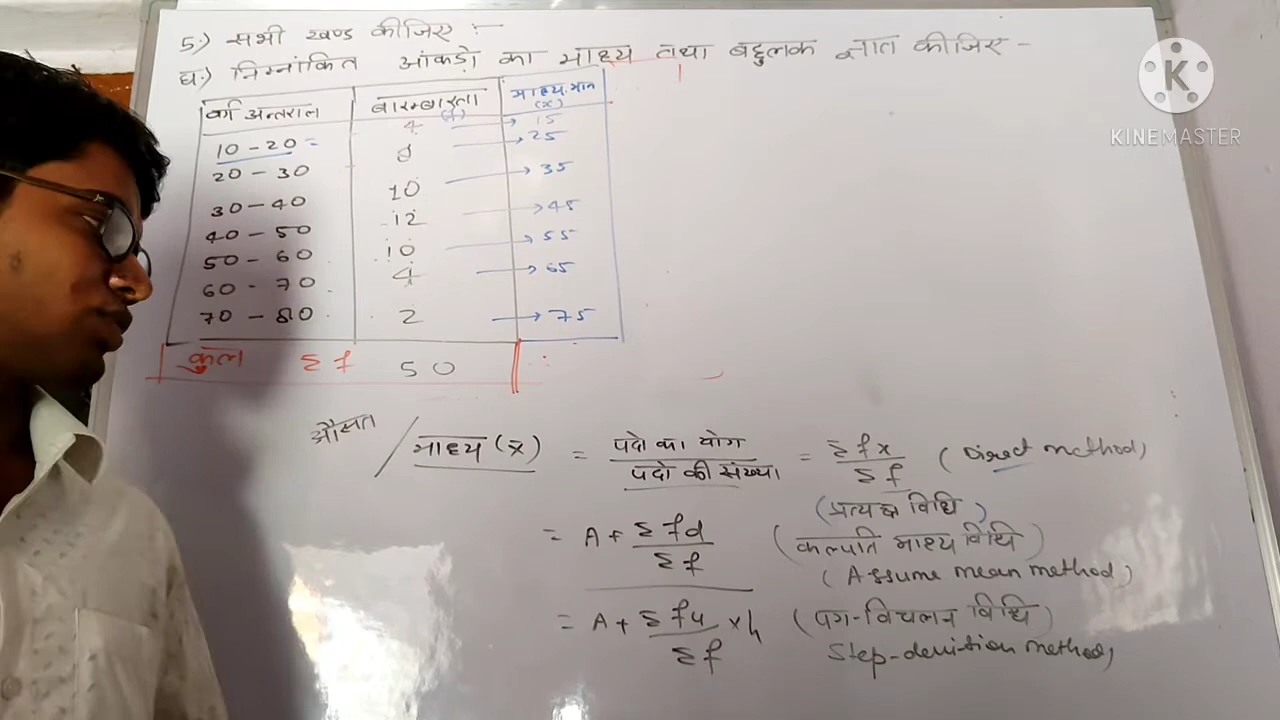 5:) सभी खण्ड कीजिए :-
घ:) निम्नांकित आंकड़ो का माध्य तथा बहुलक ज्ञात कीजिए -
वर्ग अन्तराल बारम्बारता (f) माध्य मान (x)
10 - 20 = 4 → 15
20 - 30 8 → 25
30 - 40 10 → 35
40 - 50 12 → 45
50 - 60 10 → 55
60 - 70 4 → 65
70 - 80 2 → 75
कुल Σf 50
औसत / माध्य (x̄) = पदो का योग / पदो की संख्या = Σfx / Σf (Direct method)
(प्रत्यक्ष विधि)
= A + Σfd / Σf (कल्पति माध्य विधि)
(Assume mean method)
= A + Σfu / Σf × h (पग-विचलन विधि)
Step-deviation method)
K
KINEMASTER